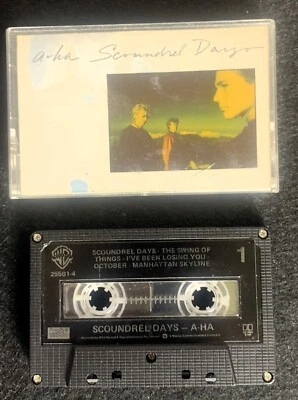 a-ha Scoundrel Days
SCOUNDREL DAYS · THE SWING OF
THINGS · I'VE BEEN LOSING YOU ·
OCTOBER · MANHATTAN SKYLINE
1
25501-4
SCOUNDREL DAYS — A-HA